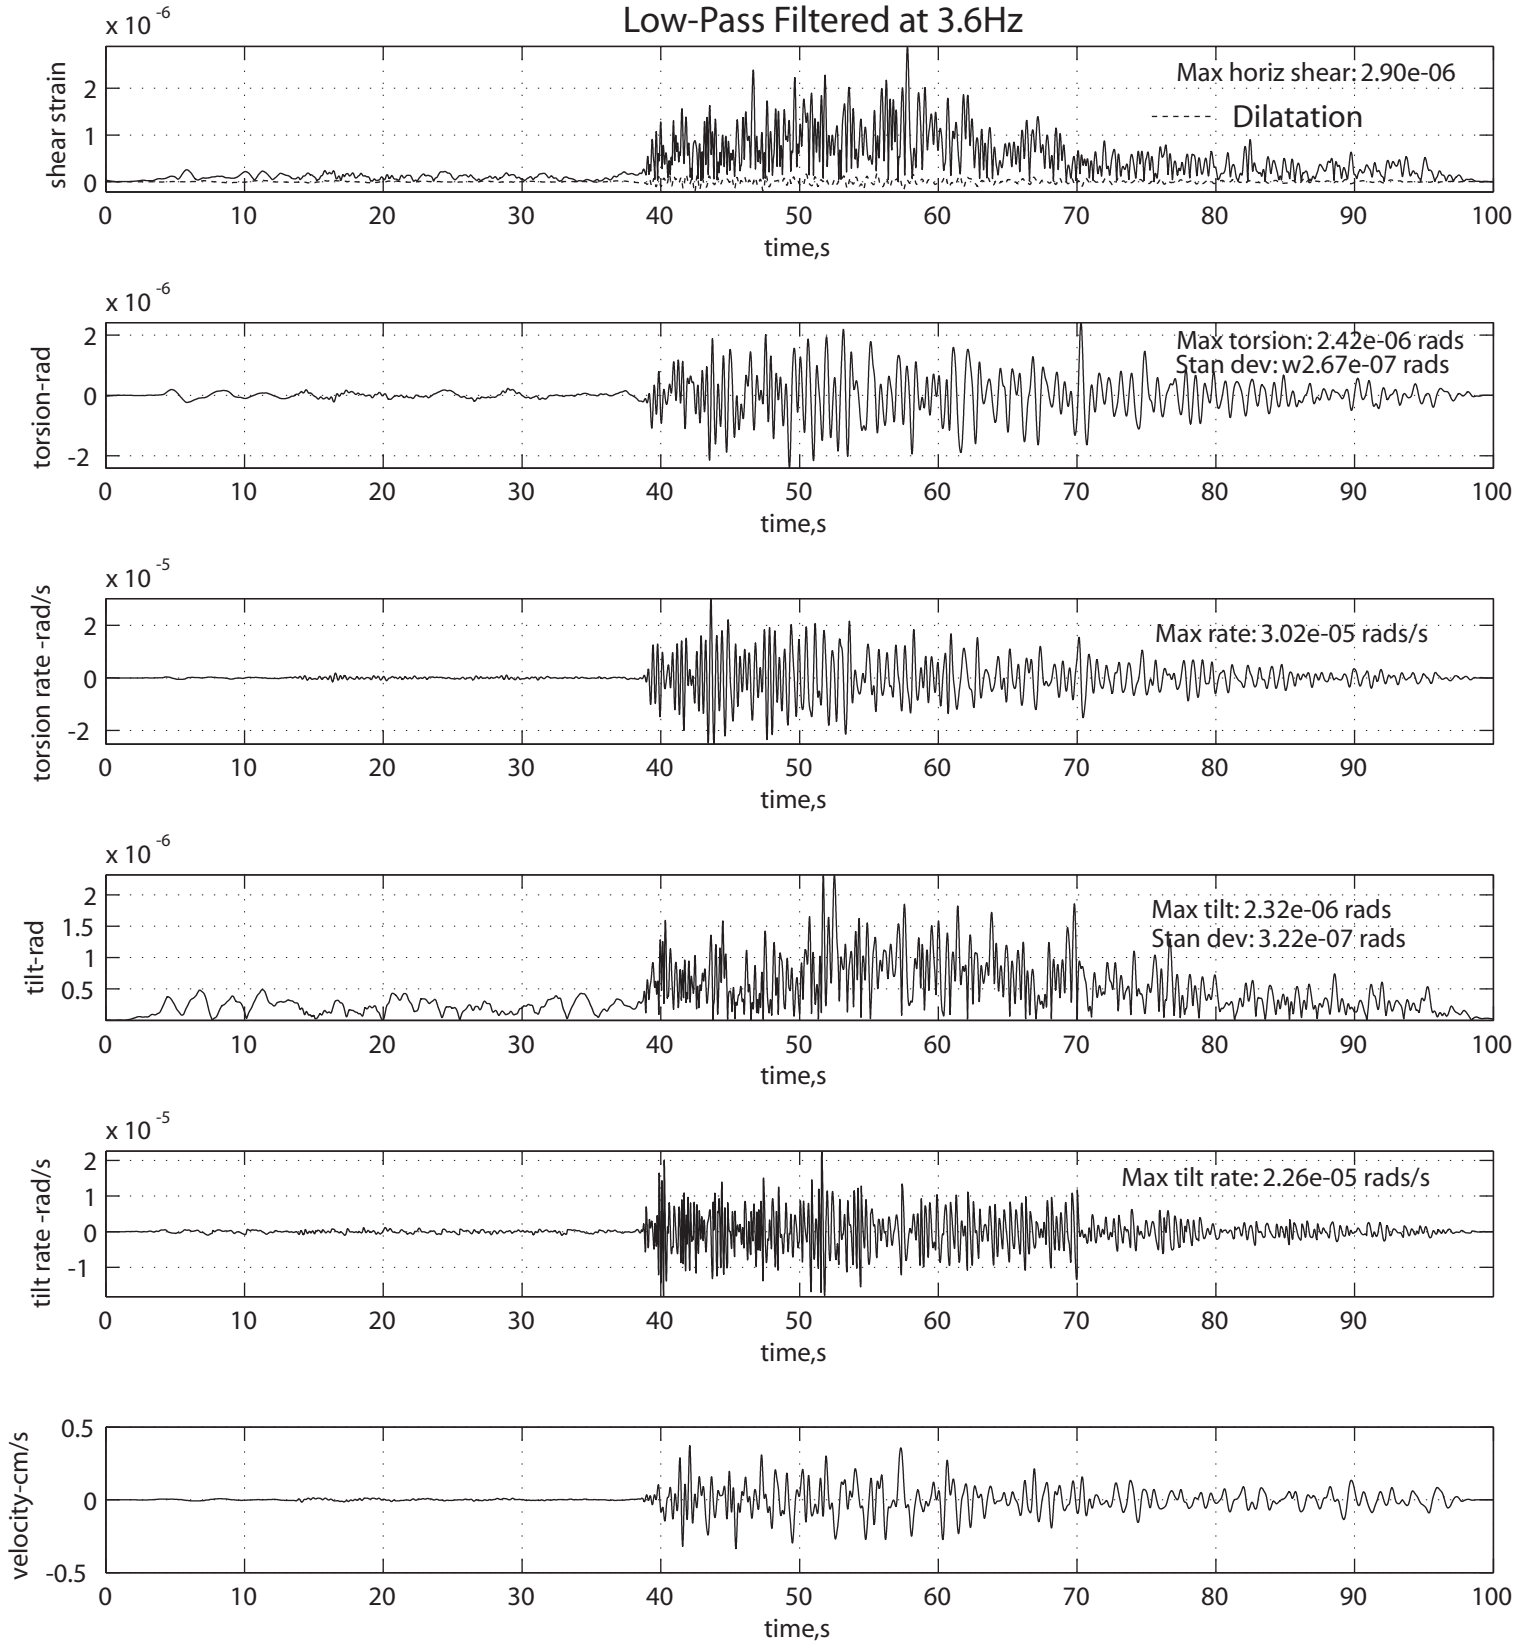 Low-Pass Filtered at 3.6Hz
x 10 -6
shear strain
2
1
0
Max horiz shear: 2.90e-06
Dilatation
0 10 20 30 40 50 60 70 80 90 100
time,s
x 10 -6
torsion-rad
2
0
-2
Max torsion: 2.42e-06 rads
Stan dev: w2.67e-07 rads
0 10 20 30 40 50 60 70 80 90 100
time,s
x 10 -5
torsion rate -rad/s
2
0
-2
Max rate: 3.02e-05 rads/s
0 10 20 30 40 50 60 70 80 90
time,s
x 10 -6
tilt-rad
2
1.5
1
0.5
Max tilt: 2.32e-06 rads
Stan dev: 3.22e-07 rads
0 10 20 30 40 50 60 70 80 90 100
time,s
x 10 -5
tilt rate -rad/s
2
1
0
-1
Max tilt rate: 2.26e-05 rads/s
0 10 20 30 40 50 60 70 80 90 100
time,s
velocity-cm/s
0.5
0
-0.5
0 10 20 30 40 50 60 70 80 90 100
time,s